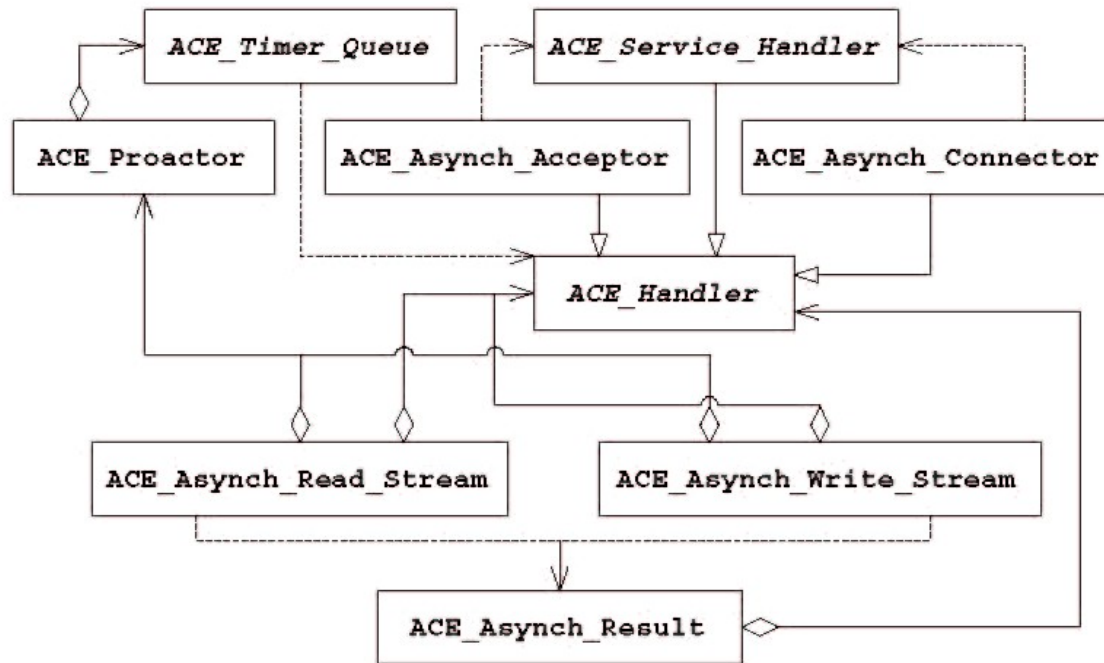 ACE_Timer_Queue
ACE_Service_Handler
ACE_Proactor
ACE_Asynch_Acceptor
ACE_Asynch_Connector
ACE_Handler
ACE_Asynch_Read_Stream
ACE_Asynch_Write_Stream
ACE_Asynch_Result